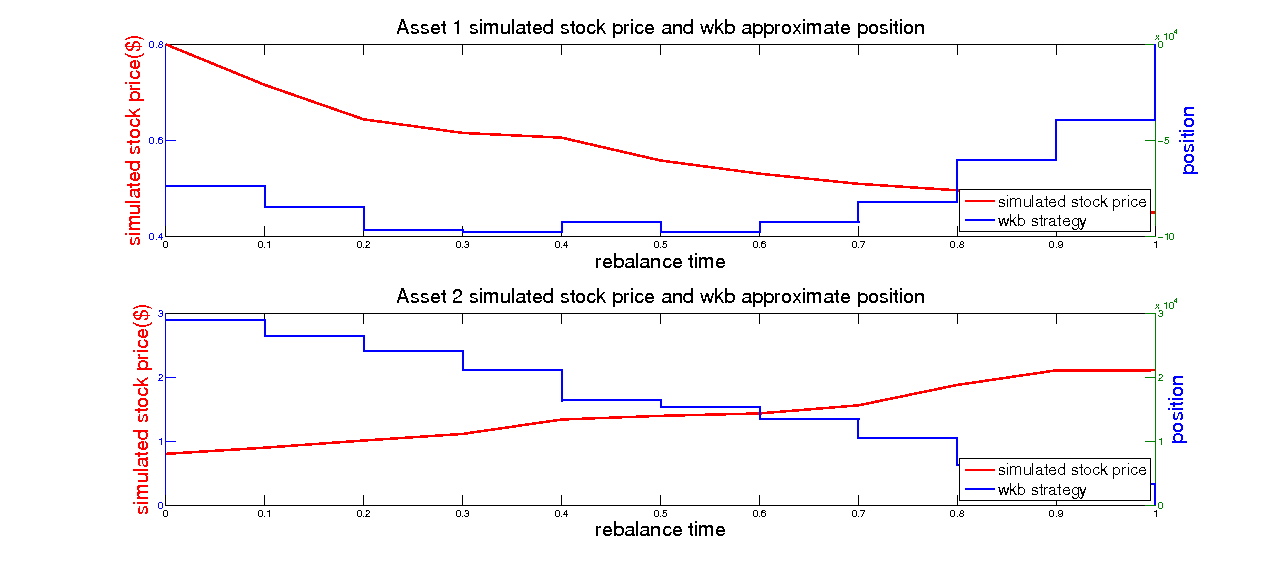 Asset 1 simulated stock price and wkb approximate position
x 10^4
simulated stock price($)
0.8
0.6
0.4
0
−5
−10
position
simulated stock price
wkb strategy
0 0.1 0.2 0.3 0.4 0.5 0.6 0.7 0.8 0.9 1
rebalance time
Asset 2 simulated stock price and wkb approximate position
x 10^4
simulated stock price($)
3
2
1
0
3
2
1
0
position
simulated stock price
wkb strategy
0 0.1 0.2 0.3 0.4 0.5 0.6 0.7 0.8 0.9 1
rebalance time